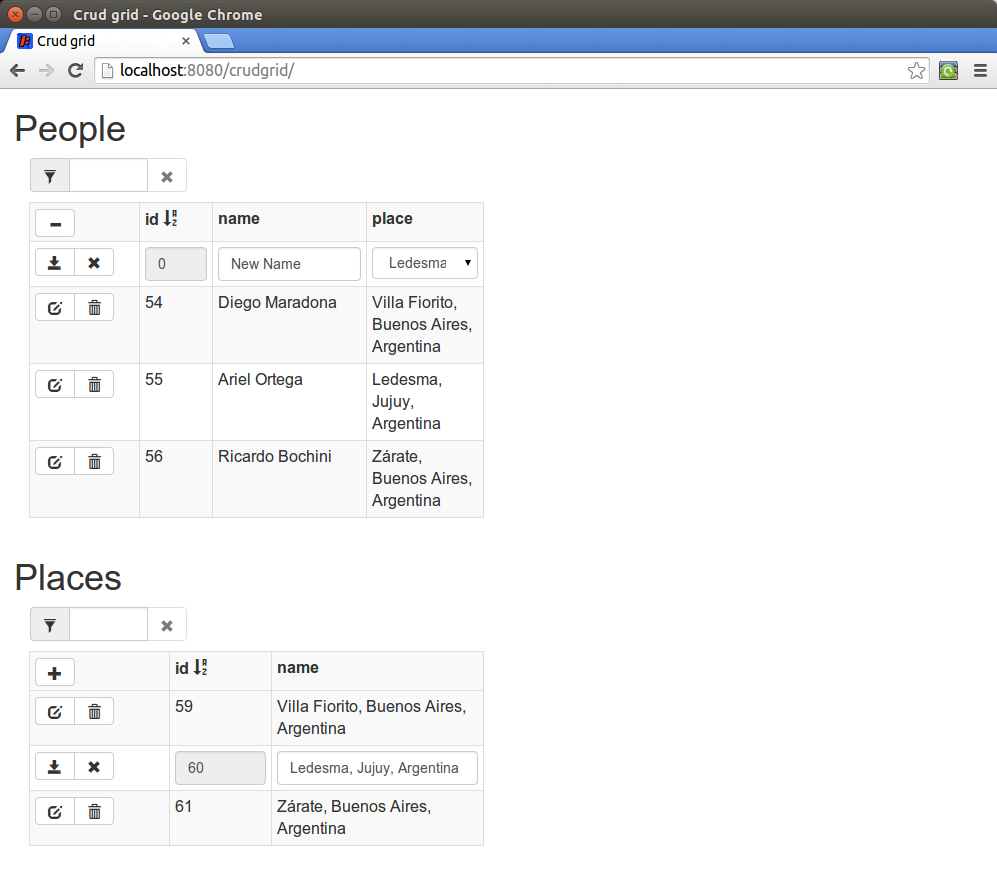 Crud grid - Google Chrome
Crud grid
localhost:8080/crudgrid/
People
id name place
0 New Name Ledesma
54 Diego Maradona Villa Fiorito,
Buenos Aires,
Argentina
55 Ariel Ortega Ledesma,
Jujuy,
Argentina
56 Ricardo Bochini Zárate,
Buenos Aires,
Argentina
Places
id name
59 Villa Fiorito, Buenos Aires,
Argentina
60 Ledesma, Jujuy, Argentina
61 Zárate, Buenos Aires,
Argentina